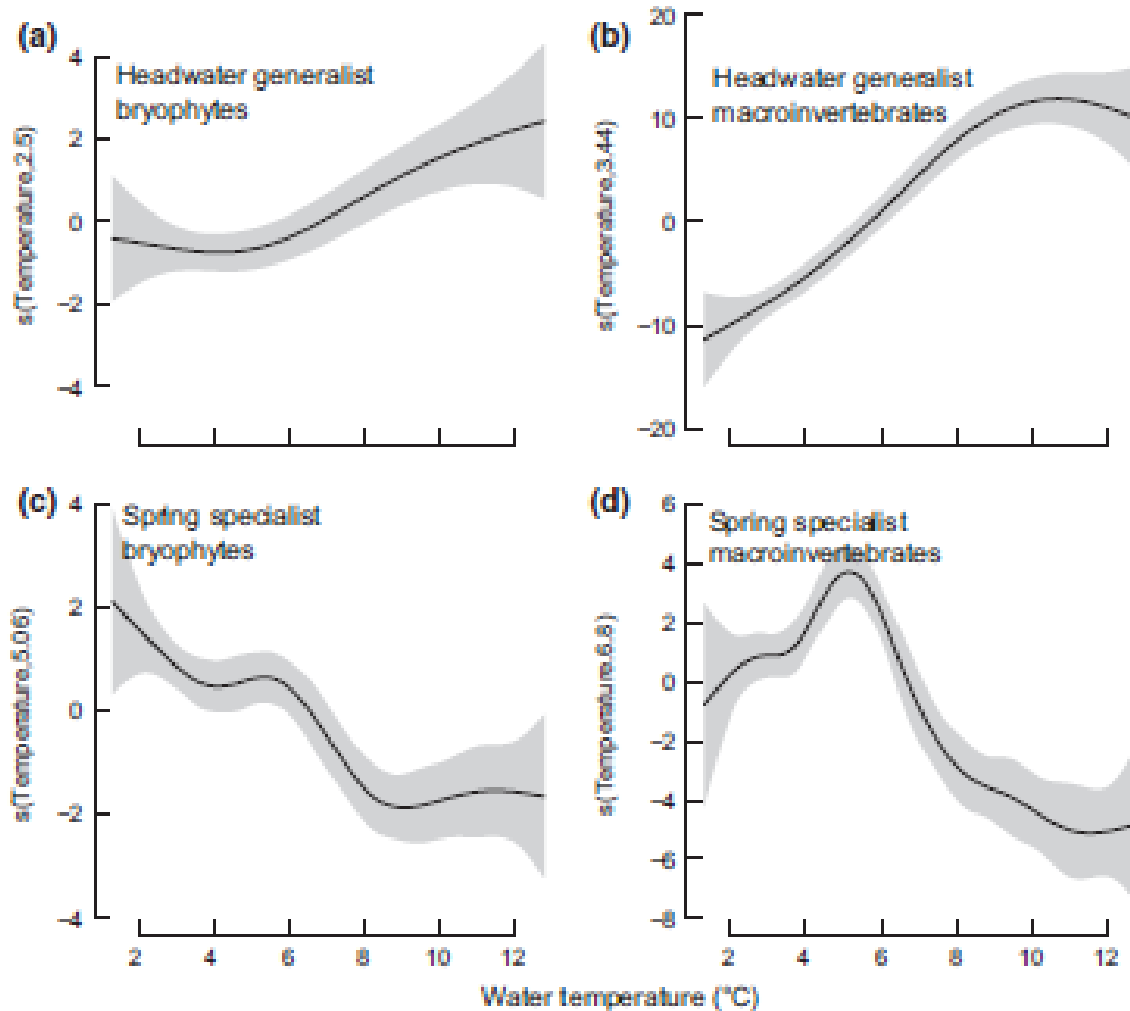 (a)
Headwater generalist
bryophytes
s(Temperature,2.5)
4
2
0
−2
−4
(b)
Headwater generalist
macroinvertebrates
s(Temperature,3.44)
20
10
0
−10
−20
(c)
Spring specialist
bryophytes
s(Temperature,5.06)
4
2
0
−2
−4
2 4 6 8 10 12
(d)
Spring specialist
macroinvertebrates
s(Temperature,6.8)
6
4
2
0
−2
−4
−6
−8
2 4 6 8 10 12
Water temperature (°C)